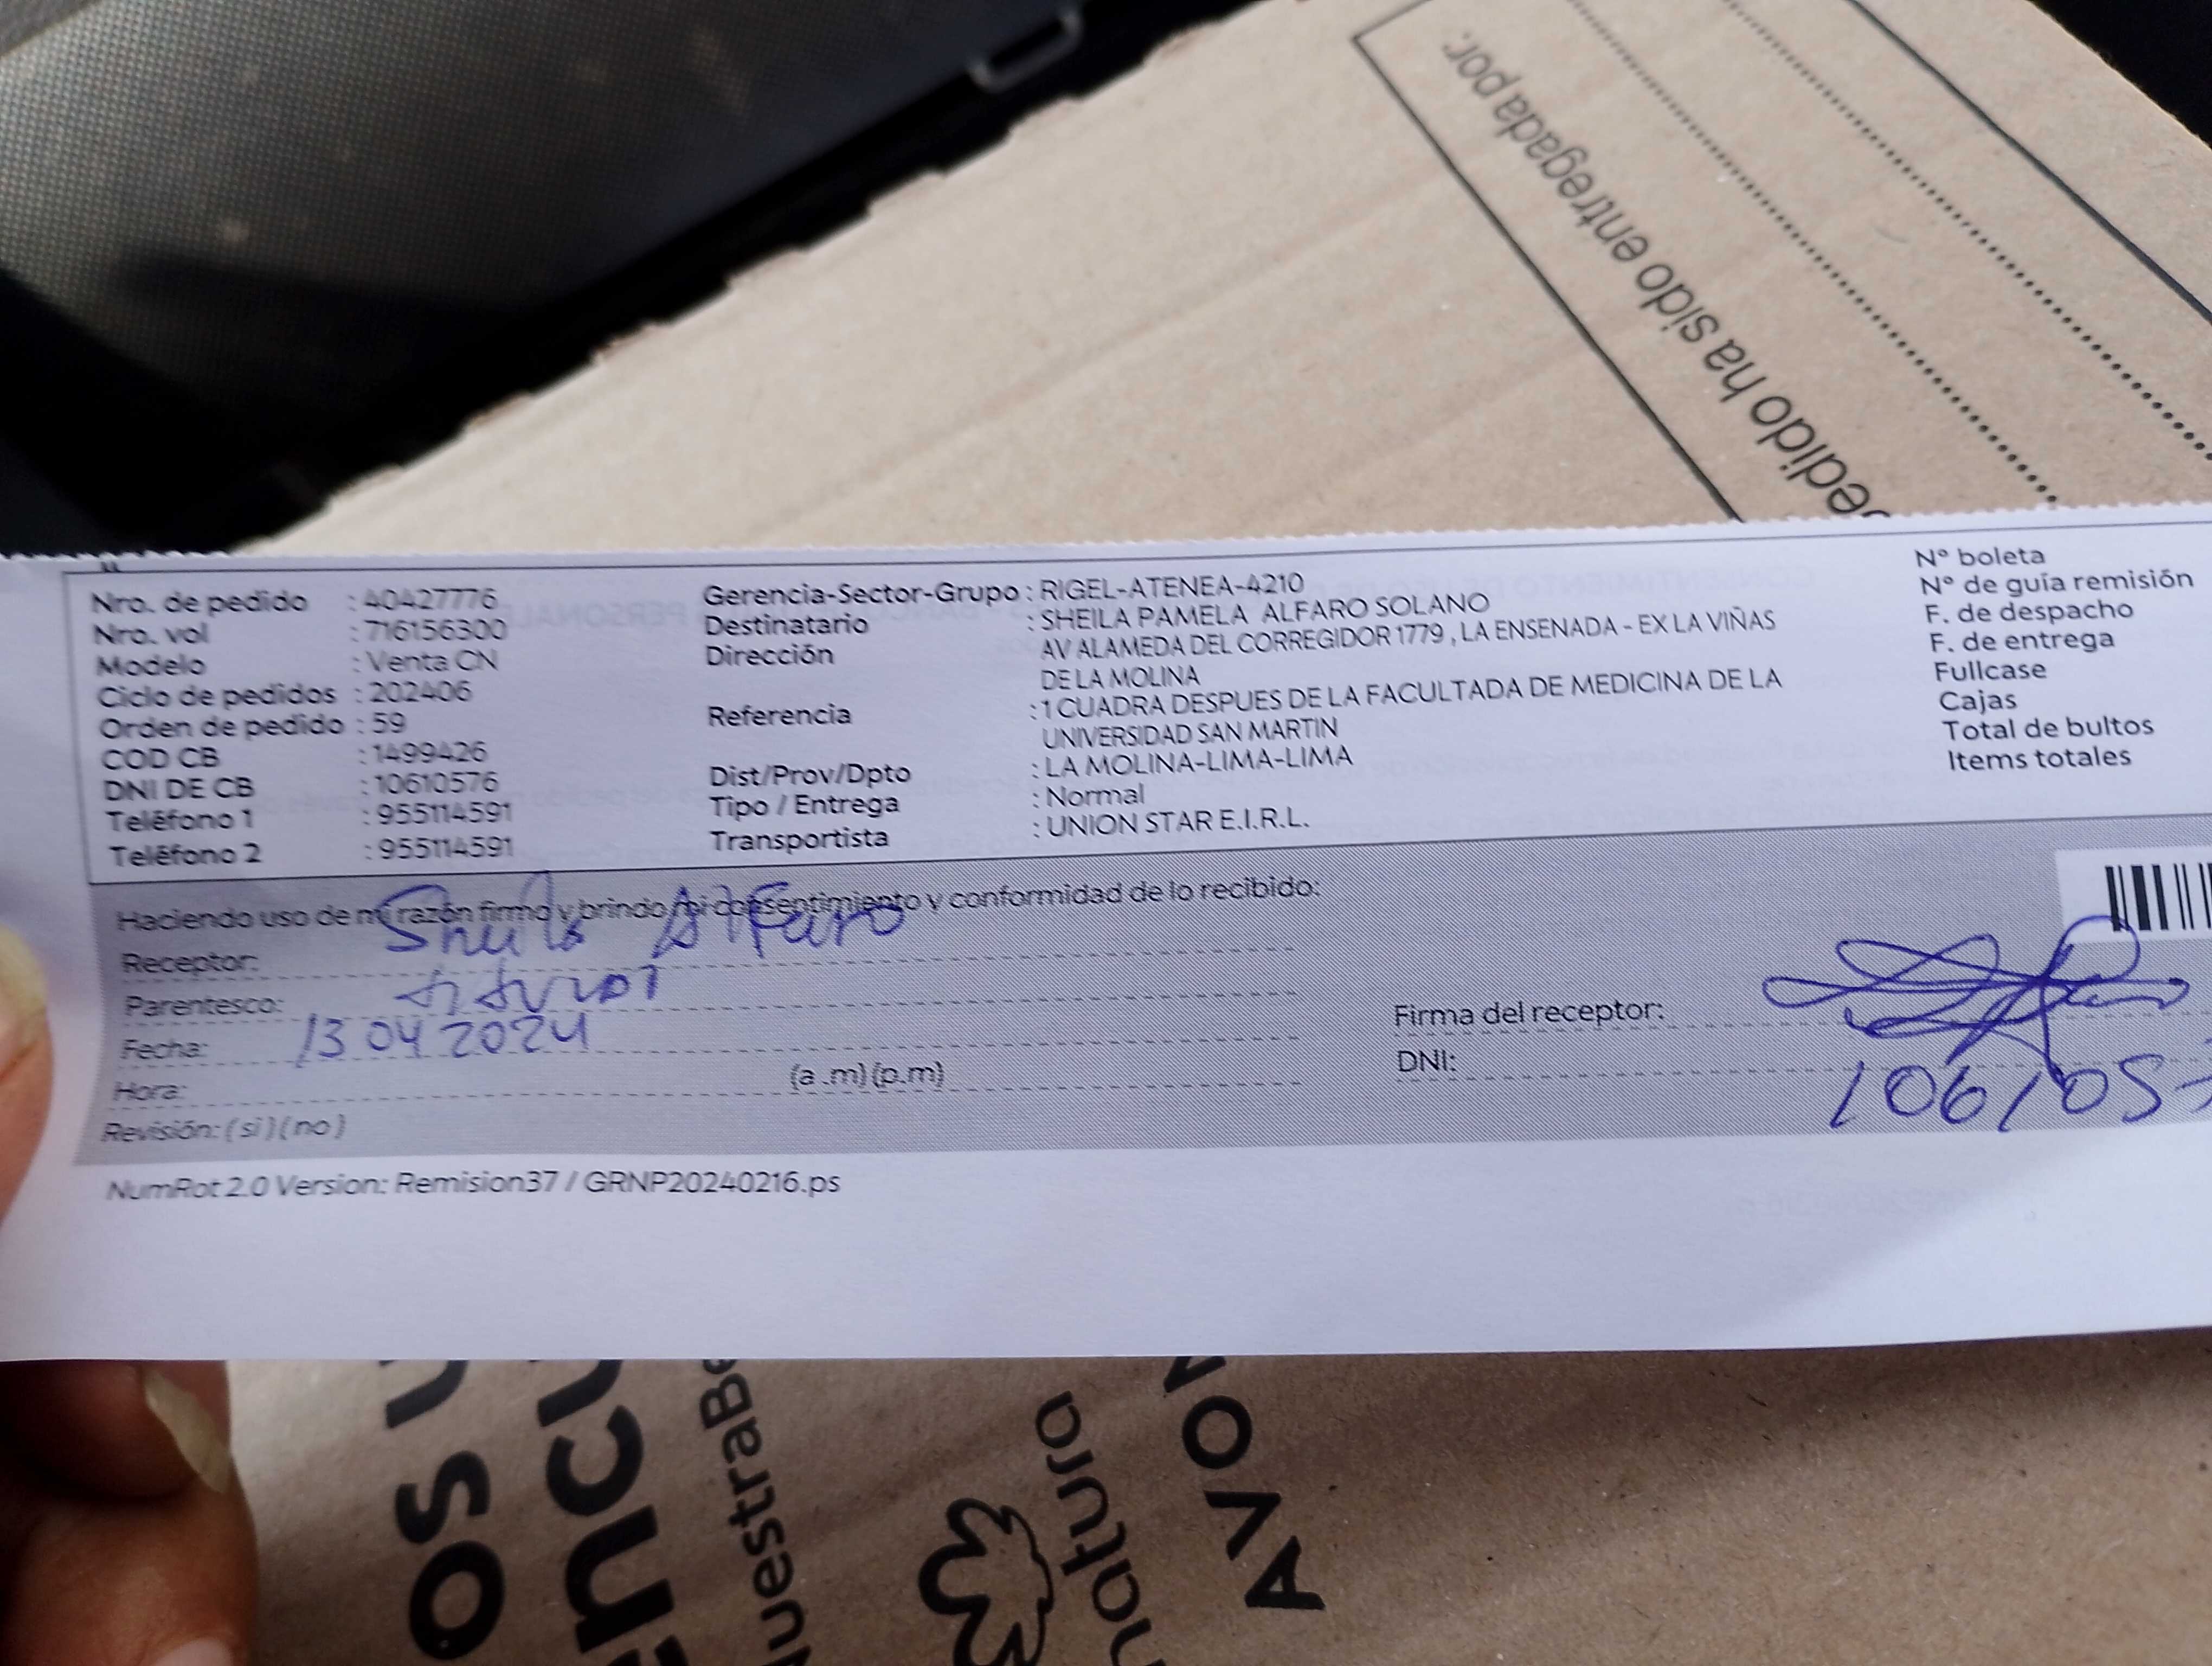 pedido ha sido entregada por:
Nro. de pedido : 40427776
Nro. vol : 716156300
Modelo : Venta CN
Ciclo de pedidos : 202406
Orden de pedido : 59
COD CB : 1499426
DNI DE CB : 10610576
Teléfono 1 : 955114591
Teléfono 2 : 955114591
Gerencia-Sector-Grupo : RIGEL-ATENEA-4210
Destinatario : SHEILA PAMELA ALFARO SOLANO
Dirección AV ALAMEDA DEL CORREGIDOR 1779 , LA ENSENADA - EX LA VIÑAS
DE LA MOLINA
Referencia : 1 CUADRA DESPUES DE LA FACULTADA DE MEDICINA DE LA
UNIVERSIDAD SAN MARTIN
Dist/Prov/Dpto : LA MOLINA-LIMA-LIMA
Tipo / Entrega : Normal
Transportista : UNION STAR E.I.R.L.
N° boleta
N° de guía remisión
F. de despacho
F. de entrega
Fullcase
Cajas
Total de bultos
Items totales
Haciendo uso de mi razón firmo y brindo mi consentimiento y conformidad de lo recibido:
Receptor: Sheila Alfaro
Parentesco: titular
Fecha: 13 04 2024
Hora: (a .m) (p.m)
Revisión: ( si ) ( no )
Firma del receptor:
DNI: 1061057
NumRot 2.0 Version: Remision37 / GRNP20240216.ps
natura
AVON